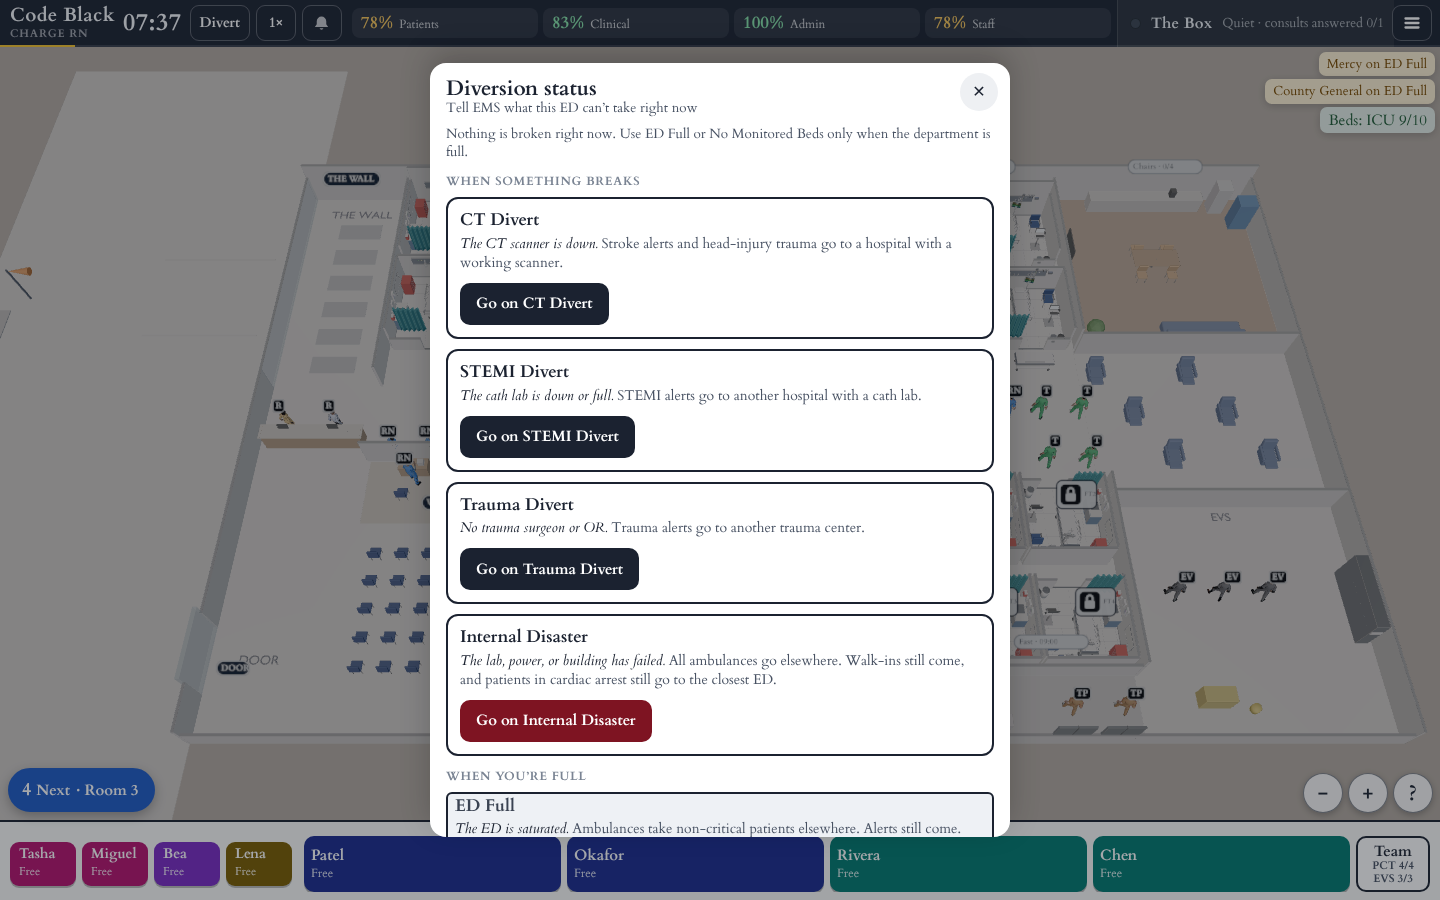 Code Black
CHARGE RN
07:37
Divert
1×
78% Patients
83% Clinical
100% Admin
78% Staff
The Box
Quiet · consults answered 0/1
Mercy on ED Full
County General on ED Full
Beds: ICU 9/10
Diversion status
Tell EMS what this ED can't take right now
×
Nothing is broken right now. Use ED Full or No Monitored Beds only when the department is
full.
WHEN SOMETHING BREAKS
CT Divert
The CT scanner is down. Stroke alerts and head-injury trauma go to a hospital with a
working scanner.
Go on CT Divert
STEMI Divert
The cath lab is down or full. STEMI alerts go to another hospital with a cath lab.
Go on STEMI Divert
Trauma Divert
No trauma surgeon or OR. Trauma alerts go to another trauma center.
Go on Trauma Divert
Internal Disaster
The lab, power, or building has failed. All ambulances go elsewhere. Walk-ins still come,
and patients in cardiac arrest still go to the closest ED.
Go on Internal Disaster
WHEN YOU'RE FULL
ED Full
The ED is saturated. Ambulances take non-critical patients elsewhere. Alerts still come.
THE WALL
THE WALL
Chairs · 0/4
R
R
RN
RN
T
T
T
T
EVS
EV
EV
EV
DOOR
DOOR
TP
TP
4 Next · Room 3
−
+
?
Tasha
Free
Miguel
Free
Bea
Free
Lena
Free
Patel
Free
Okafor
Free
Rivera
Free
Chen
Free
Team
PCT 4/4
EVS 3/3